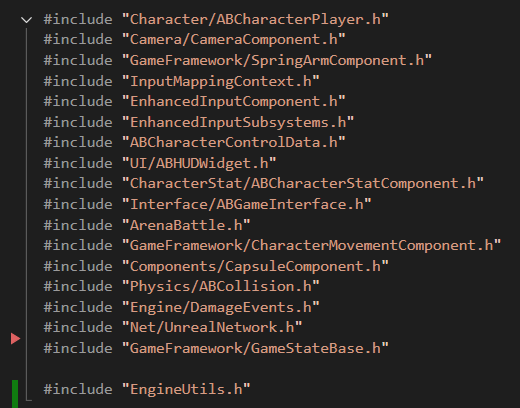 #include "Character/ABCharacterPlayer.h"
#include "Camera/CameraComponent.h"
#include "GameFramework/SpringArmComponent.h"
#include "InputMappingContext.h"
#include "EnhancedInputComponent.h"
#include "EnhancedInputSubsystems.h"
#include "ABCharacterControlData.h"
#include "UI/ABHUDWidget.h"
#include "CharacterStat/ABCharacterStatComponent.h"
#include "Interface/ABGameInterface.h"
#include "ArenaBattle.h"
#include "GameFramework/CharacterMovementComponent.h"
#include "Components/CapsuleComponent.h"
#include "Physics/ABCollision.h"
#include "Engine/DamageEvents.h"
#include "Net/UnrealNetwork.h"
#include "GameFramework/GameStateBase.h"
#include "EngineUtils.h"